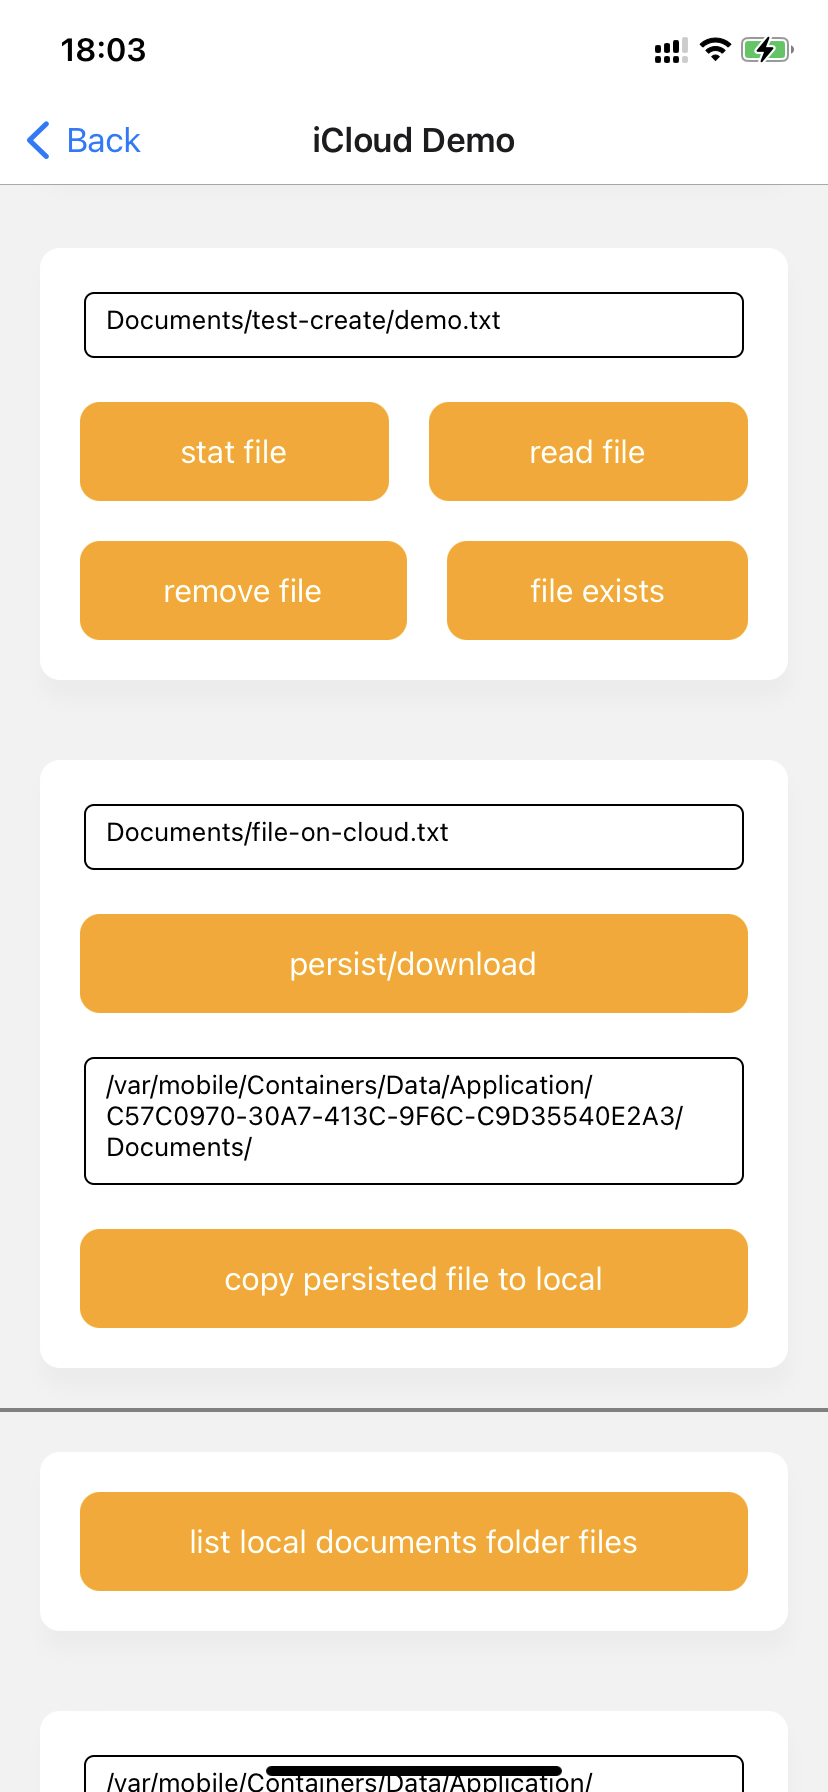 18:03
Back
iCloud Demo
Documents/test-create/demo.txt
stat file
read file
remove file
file exists
Documents/file-on-cloud.txt
persist/download
/var/mobile/Containers/Data/Application/
C57C0970-30A7-413C-9F6C-C9D35540E2A3/
Documents/
copy persisted file to local
list local documents folder files
/var/mobile/Containers/Data/Application/